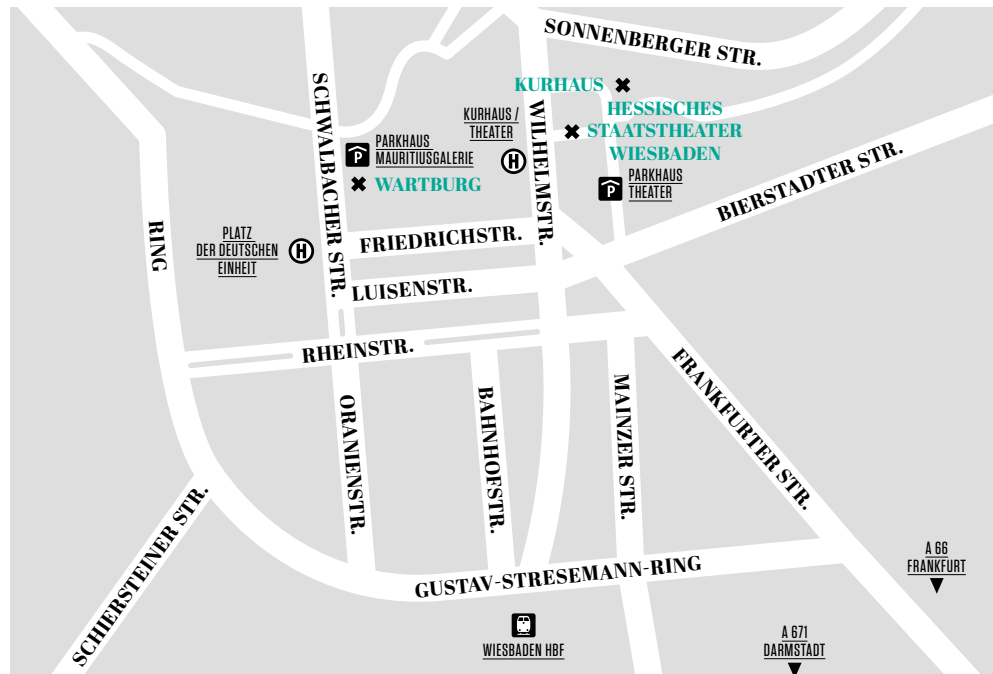 SONNENBERGER STR.
KURHAUS
HESSISCHES
STAATSTHEATER
WIESBADEN
SCHWALBACHER STR.
KURHAUS /
THEATER
H
WILHELMSTR.
P
PARKHAUS
MAURITIUSGALERIE
WARTBURG
P
PARKHAUS
THEATER
BIERSTADTER STR.
RING
PLATZ
DER DEUTSCHEN
EINHEIT
H
FRIEDRICHSTR.
LUISENSTR.
RHEINSTR.
ORANIENSTR.
BAHNHOFSTR.
MAINZER STR.
FRANKFURTER STR.
SCHIERSTEINER STR.
GUSTAV-STRESEMANN-RING
A 66
FRANKFURT
WIESBADEN HBF
A 671
DARMSTADT